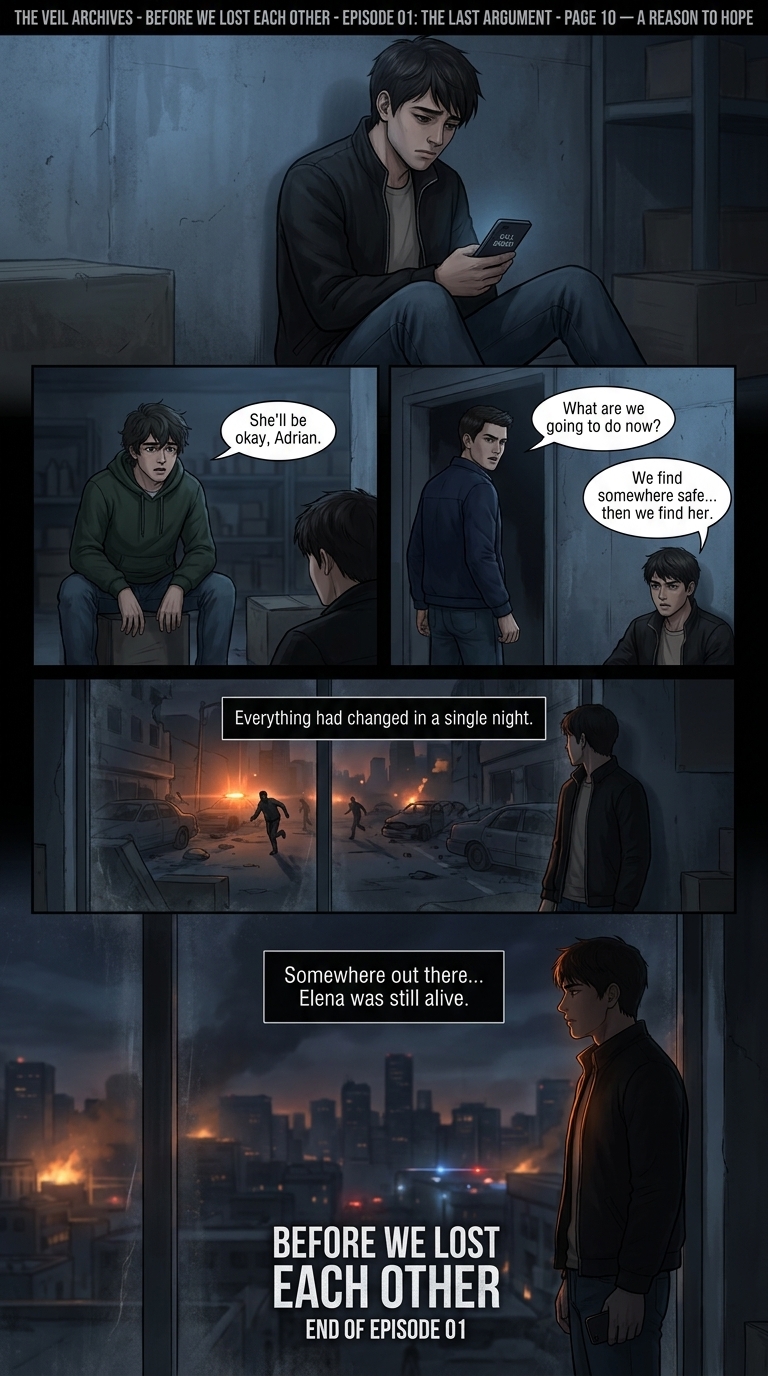 THE VEIL ARCHIVES - BEFORE WE LOST EACH OTHER - EPISODE 01: THE LAST ARGUMENT - PAGE 10 — A REASON TO HOPE
She'll be
okay, Adrian.
What are we
going to do now?
We find
somewhere safe...
then we find her.
Everything had changed in a single night.
Somewhere out there...
Elena was still alive.
BEFORE WE LOST
EACH OTHER
END OF EPISODE 01